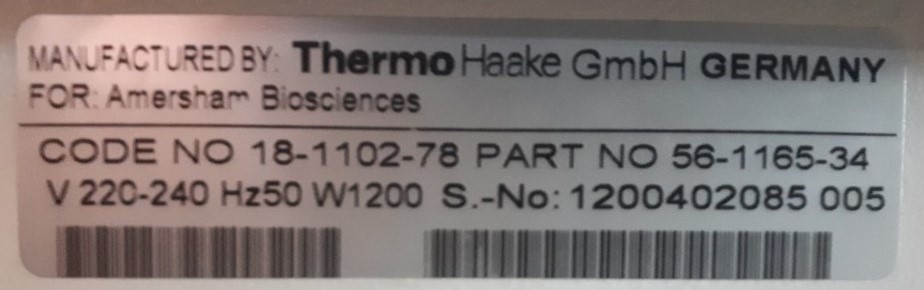 MANUFACTURED BY: Thermo Haake GmbH GERMANY
FOR: Amersham Biosciences
CODE NO 18-1102-78 PART NO 56-1165-34
V 220-240 Hz50 W1200 S.-No: 1200402085 005